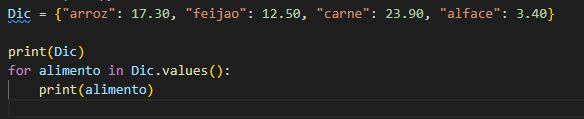 Dic = {"arroz": 17.30, "feijao": 12.50, "carne": 23.90, "alface": 3.40}
print(Dic)
for alimento in Dic.values():
    print(alimento)